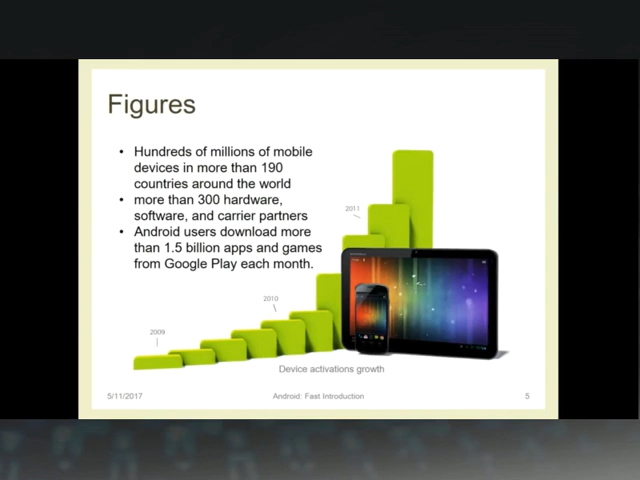 Figures
• Hundreds of millions of mobile
devices in more than 190
countries around the world
• more than 300 hardware,
software, and carrier partners
• Android users download more
than 1.5 billion apps and games
from Google Play each month.
2011
2010
2009
Device activations growth
5/11/2017
Android: Fast Introduction
5